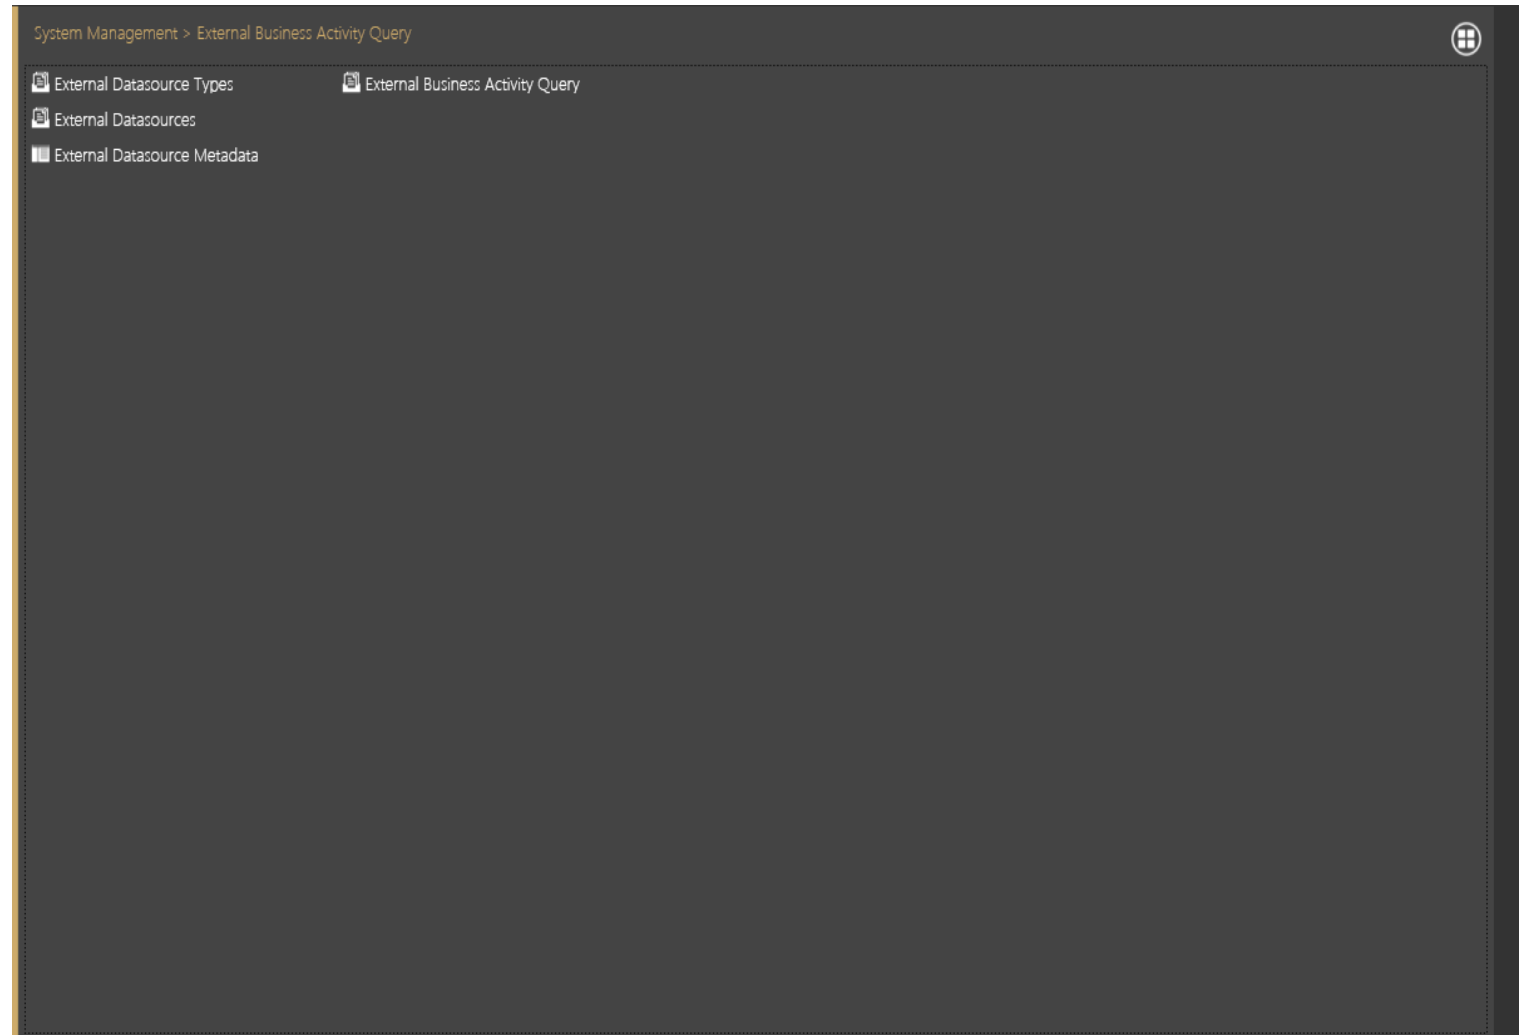 System Management > External Business Activity Query
External Datasource Types
External Datasources
External Datasource Metadata
External Business Activity Query